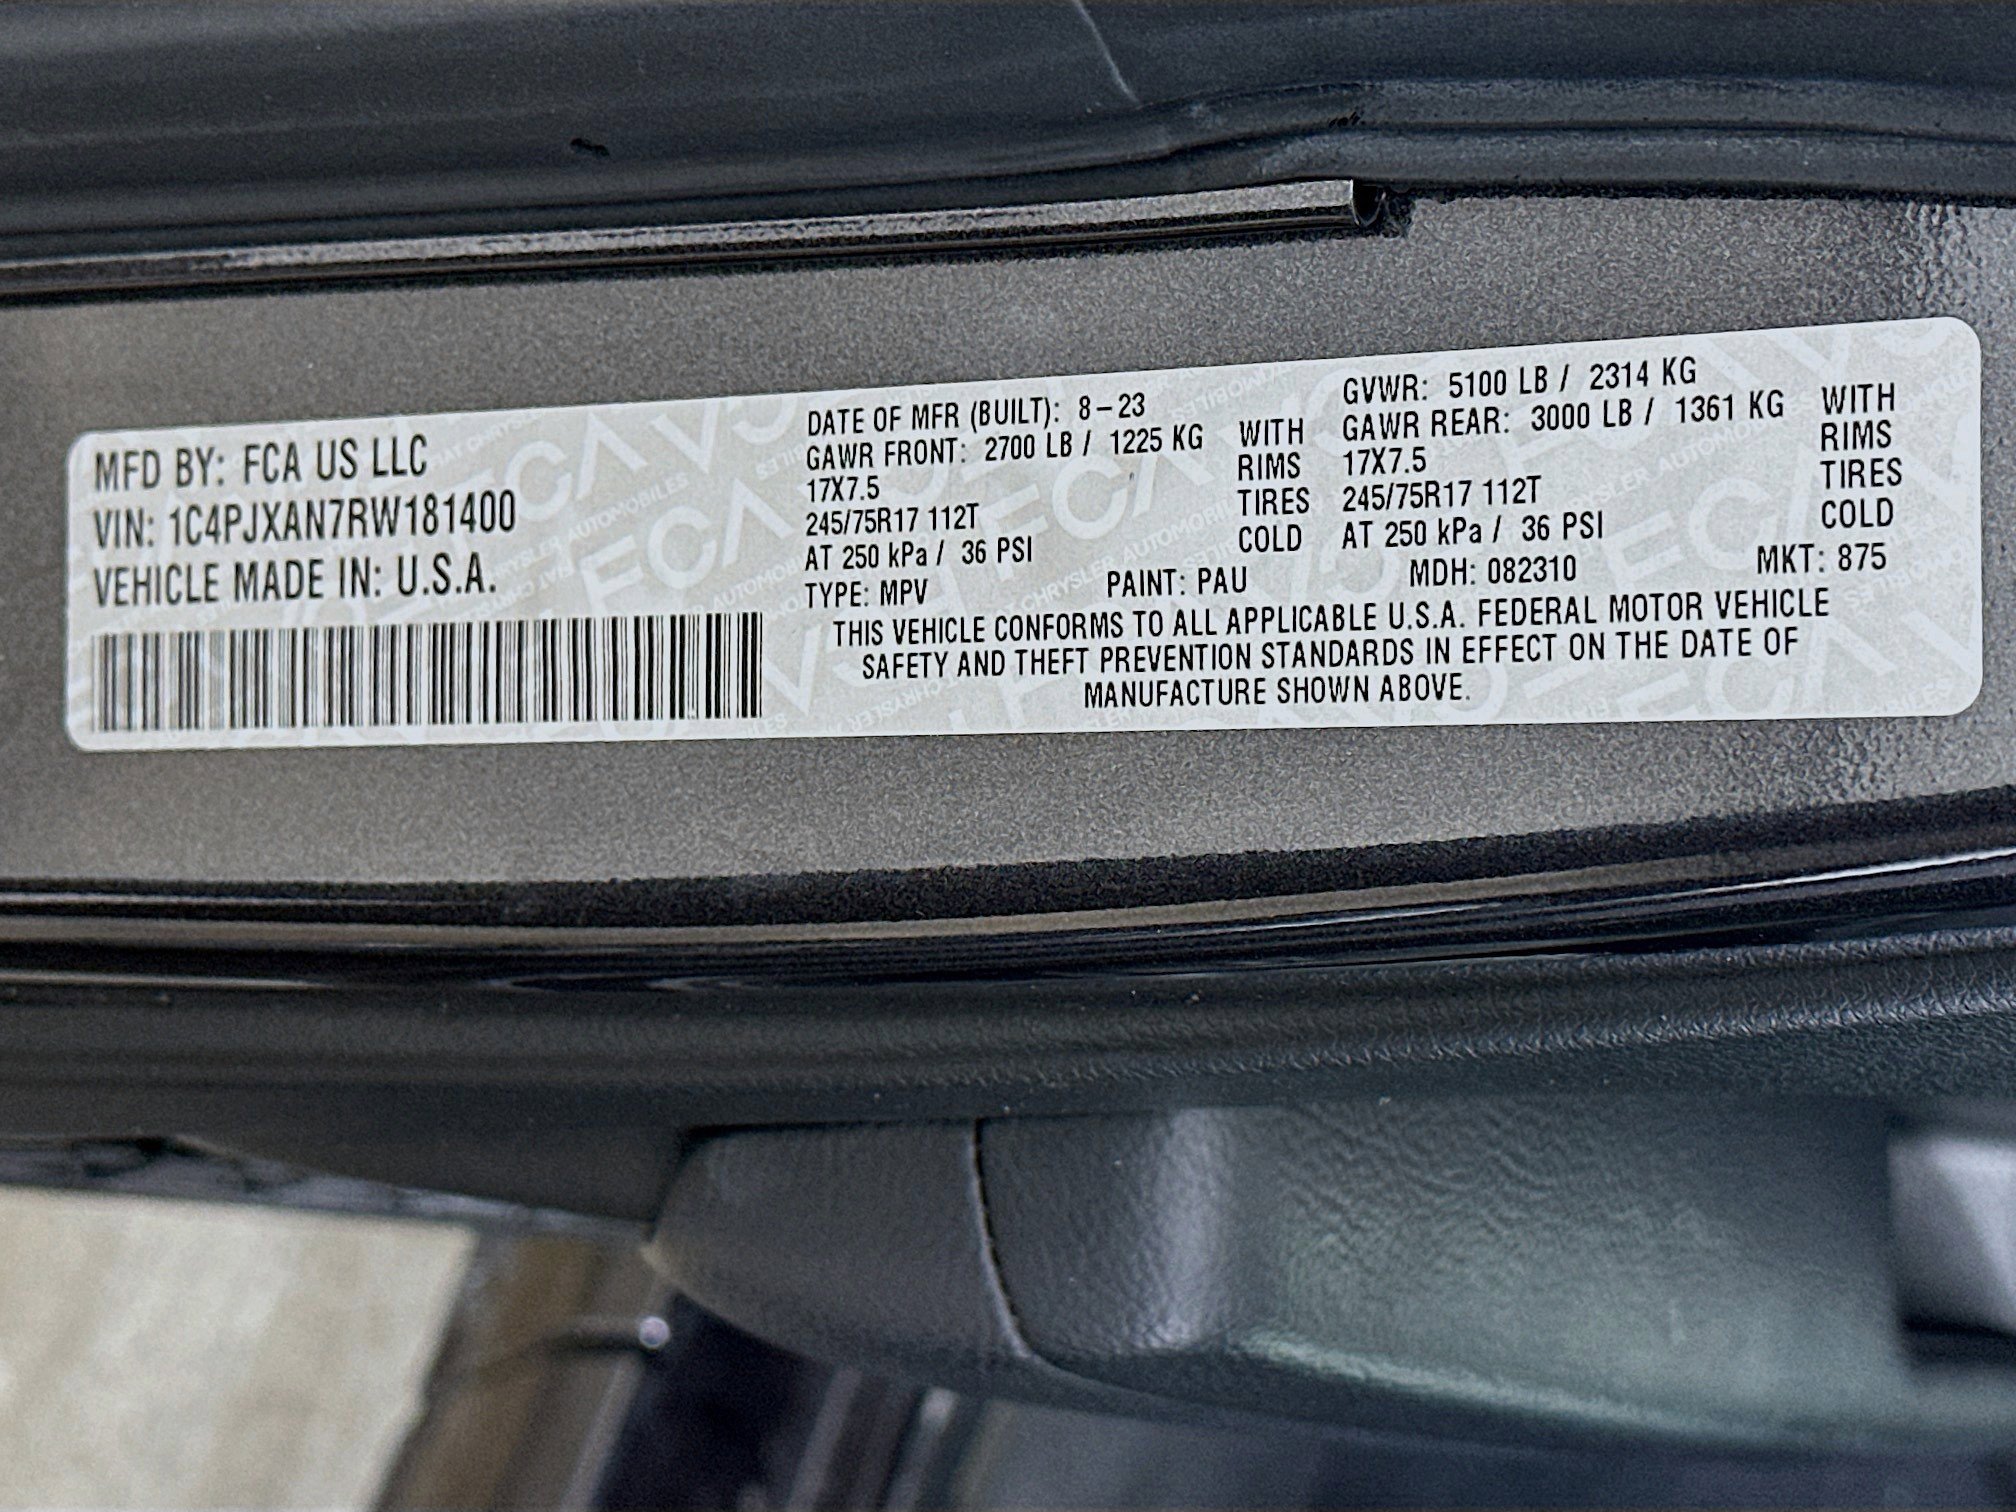 MFD BY: FCA US LLC
VIN: 1C4PJXAN7RW181400
VEHICLE MADE IN: U.S.A.
DATE OF MFR (BUILT): 8-23
GAWR FRONT: 2700 LB / 1225 KG WITH
17X7.5 RIMS
245/75R17 112T TIRES
AT 250 kPa / 36 PSI COLD
GVWR: 5100 LB / 2314 KG
GAWR REAR: 3000 LB / 1361 KG WITH
17X7.5 RIMS
245/75R17 112T TIRES
AT 250 kPa / 36 PSI COLD
TYPE: MPV PAINT: PAU MDH: 082310 MKT: 875
THIS VEHICLE CONFORMS TO ALL APPLICABLE U.S.A. FEDERAL MOTOR VEHICLE
SAFETY AND THEFT PREVENTION STANDARDS IN EFFECT ON THE DATE OF
MANUFACTURE SHOWN ABOVE.